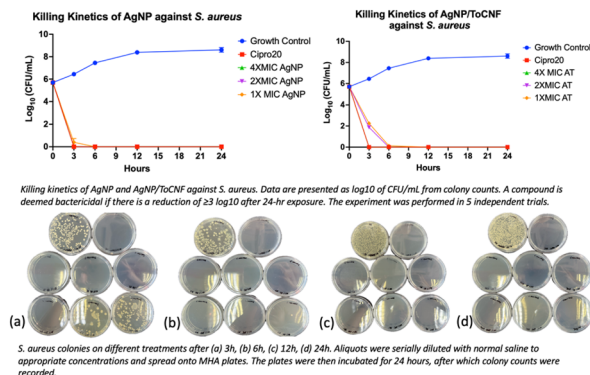 Killing Kinetics of AgNP against S. aureus
Log10 (CFU/mL)
10
8
6
4
2
0
0 3 6 9 12 15 18 21 24
Hours
Growth Control
Cipro20
4XMIC AgNP
2XMIC AgNP
1X MIC AgNP
Killing Kinetics of AgNP/ToCNF
against S. aureus
Log10 (CFU/mL)
10
8
6
4
2
0
0 3 6 9 12 15 18 21 24
Hours
Growth Control
Cipro20
4X MIC AT
2XMIC AT
1XMIC AT
Killing kinetics of AgNP and AgNP/ToCNF against S. aureus. Data are presented as log10 of CFU/mL from colony counts. A compound is
deemed bactericidal if there is a reduction of ≥3 log10 after 24-hr exposure. The experiment was performed in 5 independent trials.
(a)
(b)
(c)
(d)
S. aureus colonies on different treatments after (a) 3h, (b) 6h, (c) 12h, (d) 24h. Aliquots were serially diluted with normal saline to
appropriate concentrations and spread onto MHA plates. The plates were then incubated for 24 hours, after which colony counts were
recorded.